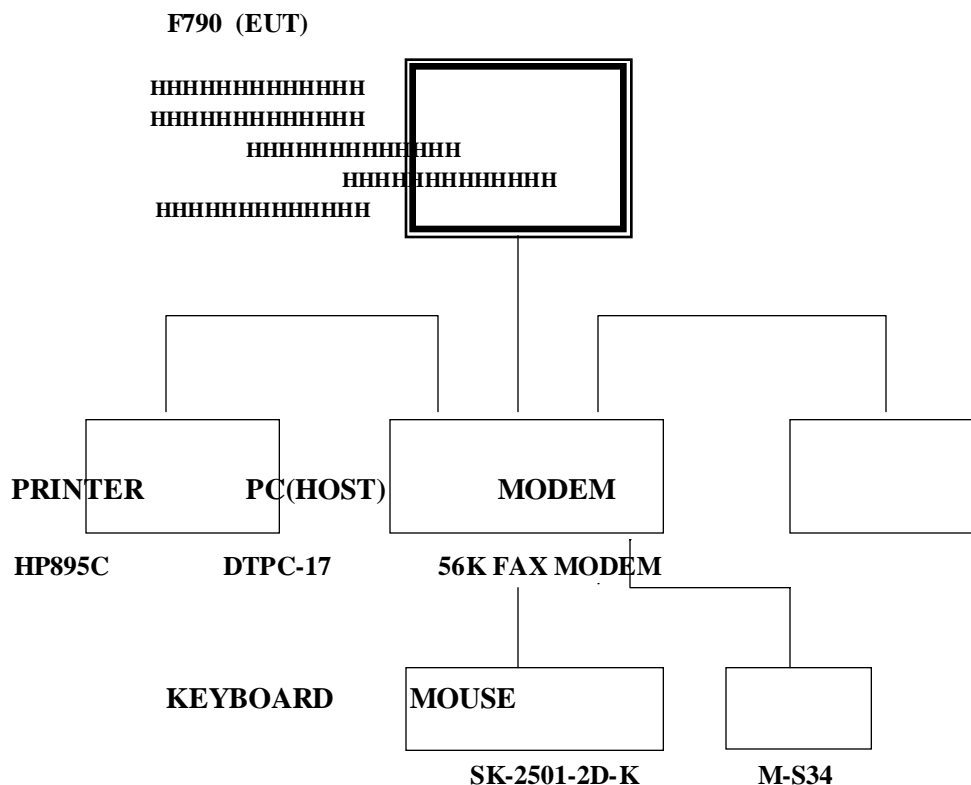 F790 (EUT)
HHHHHHHHHHHHH
HHHHHHHHHHHHH
HHHHHHHHHHHHH
HHHHHHHHHHHHH
HHHHHHHHHHHHH
PRINTER PC(HOST) MODEM
HP895C DTPC-17 56K FAX MODEM
KEYBOARD MOUSE
SK-2501-2D-K M-S34